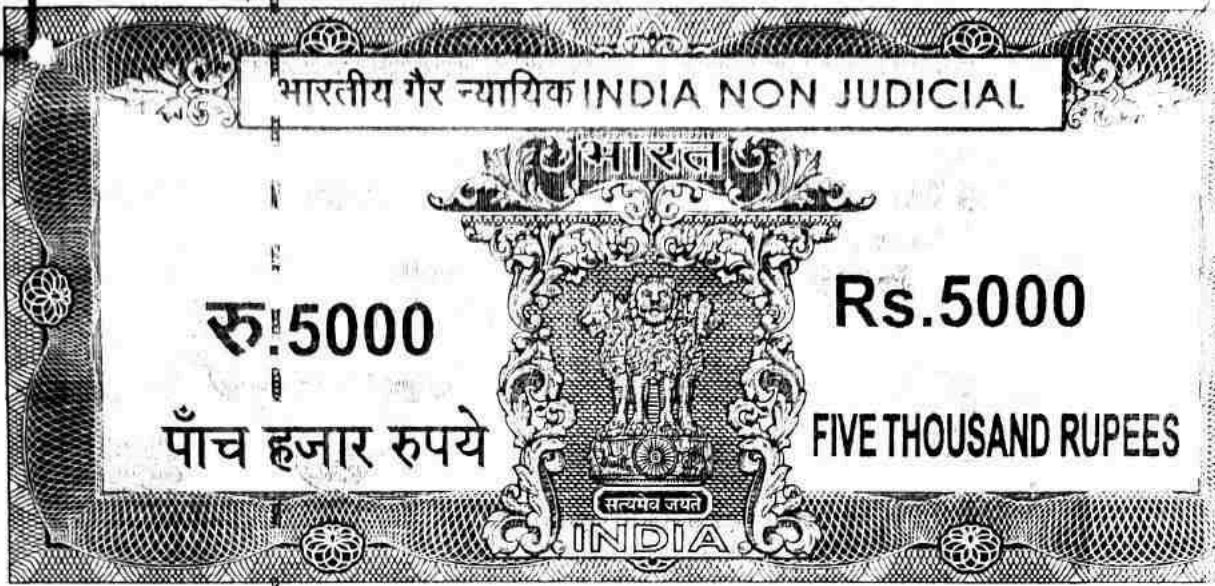 भारतीय गैर न्यायिक INDIA NON JUDICIAL
भारत
रु.5000
Rs.5000
पाँच हजार रुपये
FIVE THOUSAND RUPEES
सत्यमेव जयते
INDIA